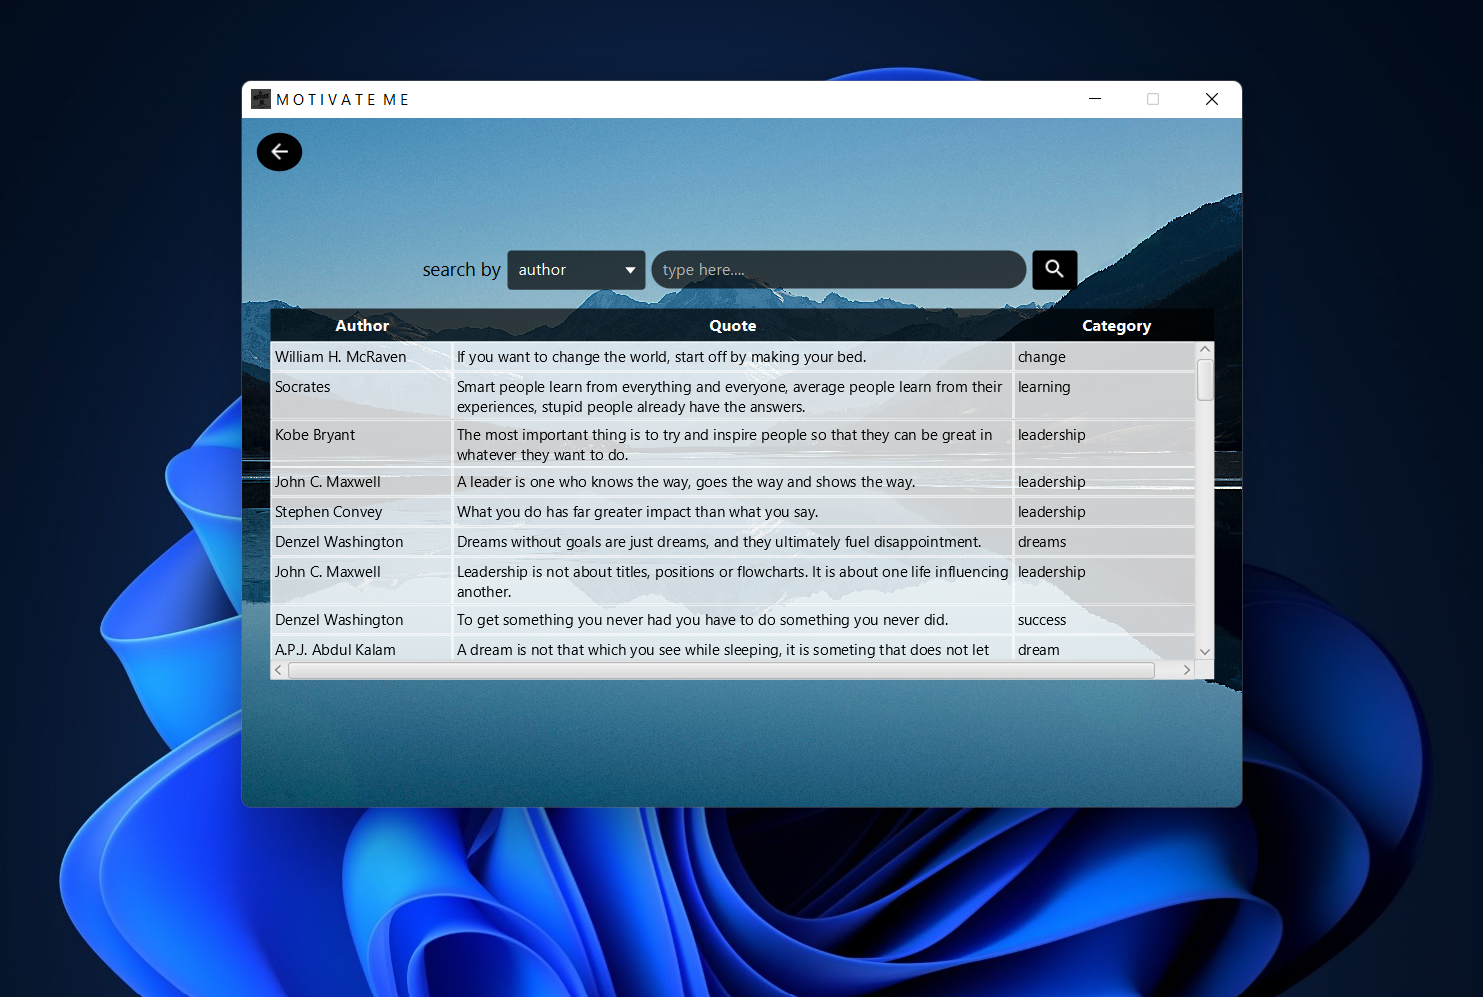 MOTIVATE ME
search by author type here....
Author Quote Category
William H. McRaven If you want to change the world, start off by making your bed. change
Socrates Smart people learn from everything and everyone, average people learn from their learning
experiences, stupid people already have the answers.
Kobe Bryant The most important thing is to try and inspire people so that they can be great in leadership
whatever they want to do.
John C. Maxwell A leader is one who knows the way, goes the way and shows the way. leadership
Stephen Convey What you do has far greater impact than what you say. leadership
Denzel Washington Dreams without goals are just dreams, and they ultimately fuel disappointment. dreams
John C. Maxwell Leadership is not about titles, positions or flowcharts. It is about one life influencing leadership
another.
Denzel Washington To get something you never had you have to do something you never did. success
A.P.J. Abdul Kalam A dream is not that which you see while sleeping, it is someting that does not let dream